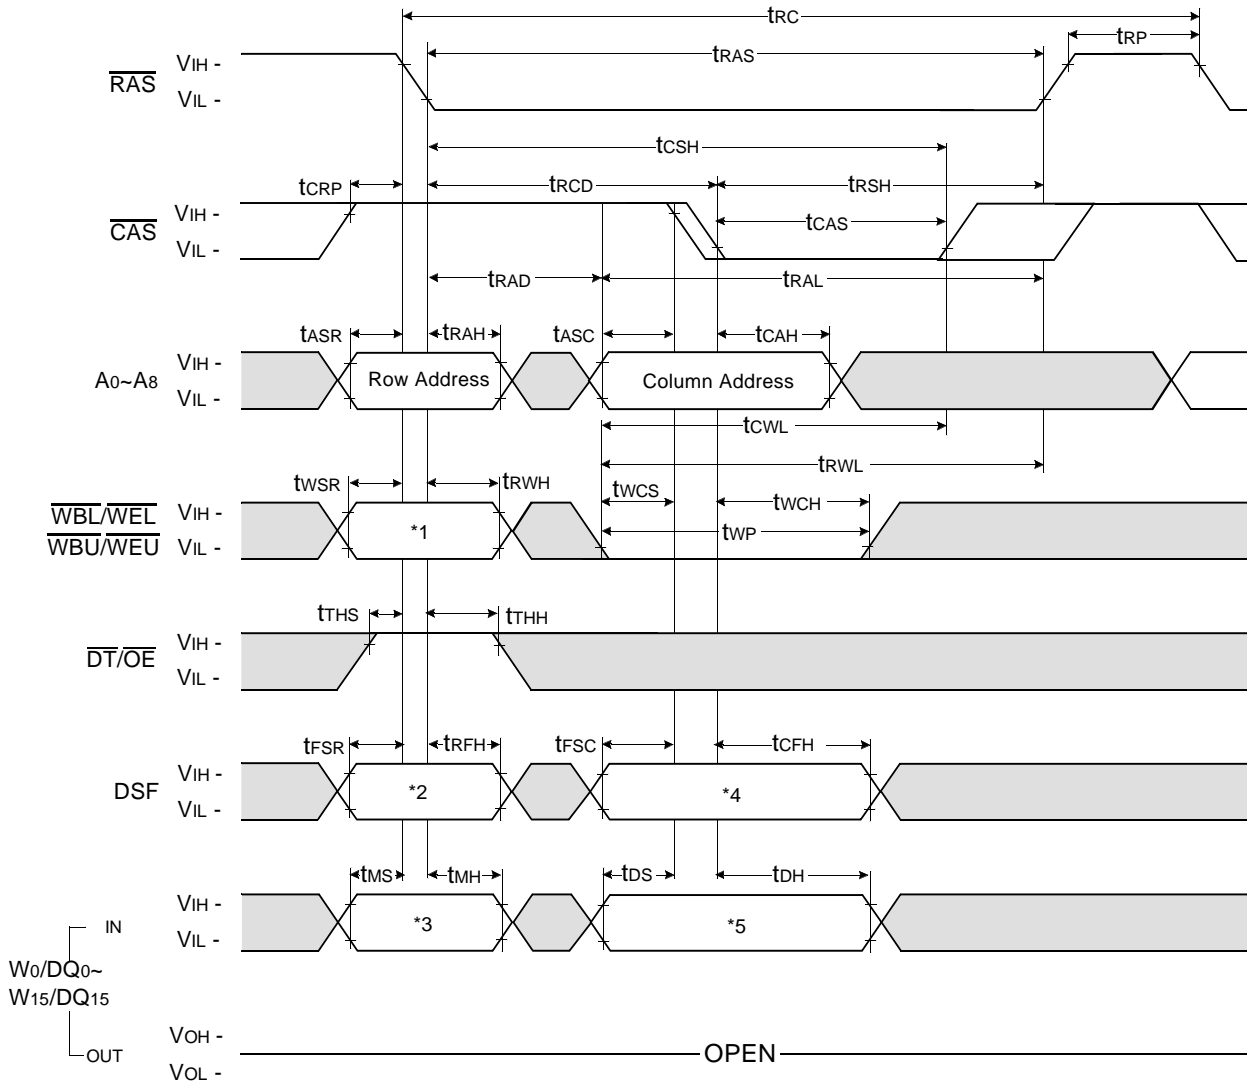 tRC
tRAS
tRP
RAS
VIH -
VIL -
tCSH
tCRP
tRCD
tRSH
CAS
VIH -
VIL -
tCAS
tRAD
tRAL
tASR
tRAH
tASC
tCAH
A0~A8
VIH -
VIL -
Row Address
Column Address
tCWL
tRWL
tWSR
tRWH
tWCS
tWCH
WBL/WEL
WBU/WEU
VIH -
VIL -
*1
tWP
tTHS
tTHH
DT/OE
VIH -
VIL -
tFSR
tRFH
tFSC
tCFH
DSF
VIH -
VIL -
*2
*4
tMS
tMH
tDS
tDH
VIH -
VIL -
*3
*5
IN
W0/DQ0~
W15/DQ15
OUT
VOH -
VOL -
OPEN